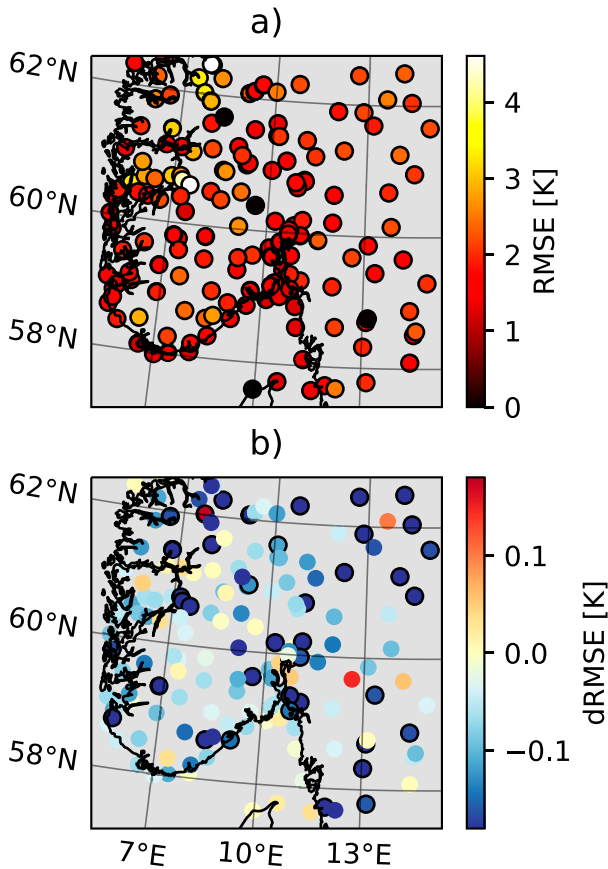 a)
62°N
60°N
58°N
4
3
2
1
0
RMSE [K]
b)
62°N
60°N
58°N
7°E
10°E
13°E
0.1
0.0
−0.1
dRMSE [K]